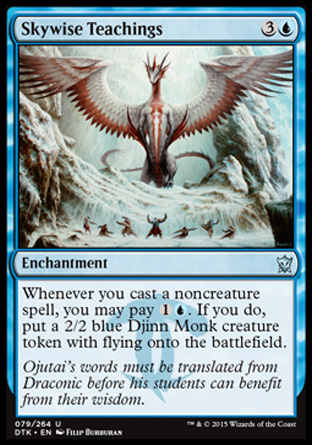 Skywise Teachings 3
Enchantment
Whenever you cast a noncreature
spell, you may pay 1 . If you do,
put a 2/2 blue Djinn Monk creature
token with flying onto the battlefield.
Ojutai's words must be translated from
Draconic before his students can benefit
from their wisdom.
079/264 U
DTK • EN FILIP BURBURAN
™ & © 2015 Wizards of the Coast